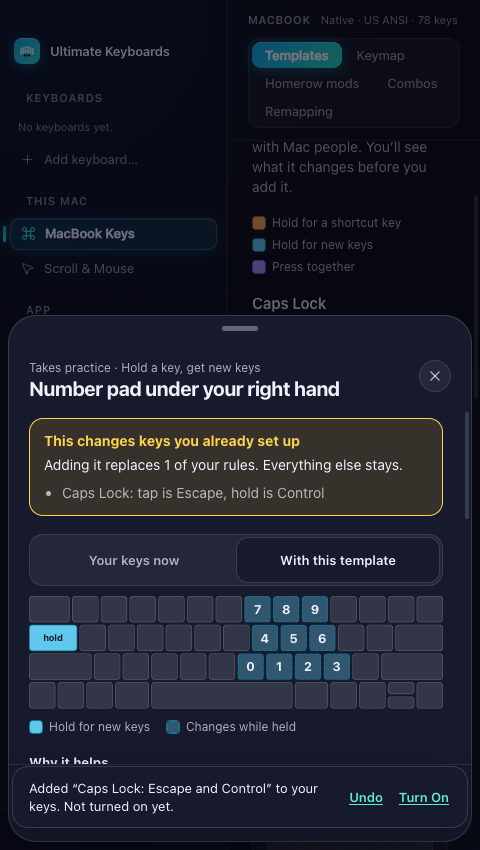 Ultimate Keyboards
KEYBOARDS
No keyboards yet.
Add keyboard...
THIS MAC
MacBook Keys
Scroll & Mouse
APP
MACBOOK Native · US ANSI · 78 keys
Templates
Keymap
Homerow mods
Combos
Remapping
with Mac people. You'll see
what it changes before you
add it.
Hold for a shortcut key
Hold for new keys
Press together
Caps Lock
Takes practice · Hold a key, get new keys
Number pad under your right hand
This changes keys you already set up
Adding it replaces 1 of your rules. Everything else stays.
• Caps Lock: tap is Escape, hold is Control
Your keys now
With this template
7 8 9
hold 4 5 6
0 1 2 3
Hold for new keys
Changes while held
Why it helps
Added “Caps Lock: Escape and Control” to your
keys. Not turned on yet.
Undo
Turn On